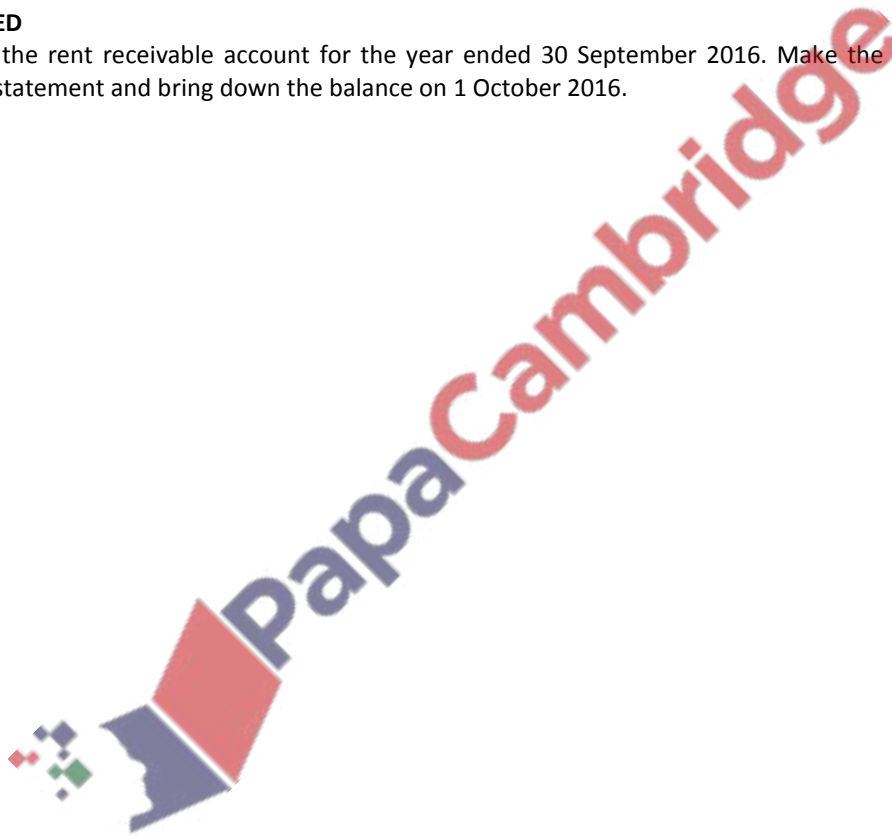 ED
the rent receivable account for the year ended 30 September 2016. Make the
statement and bring down the balance on 1 October 2016.
PapaCambridge